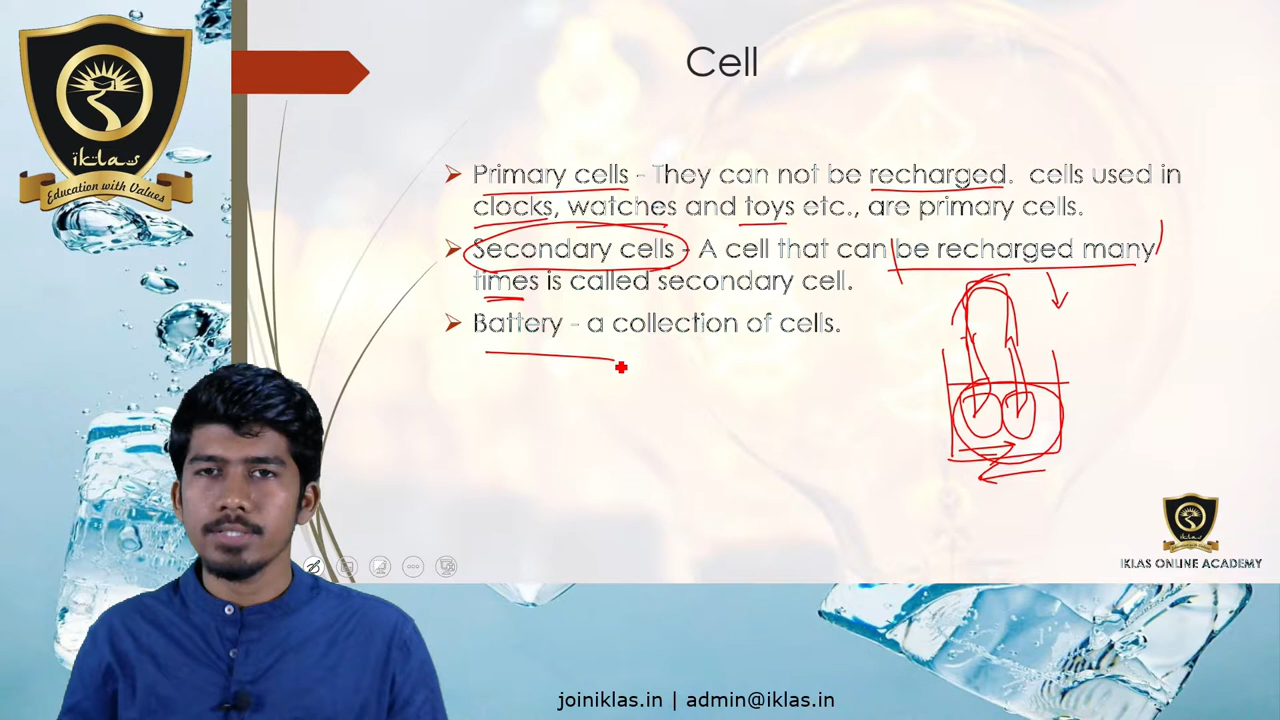 Cell
iklas
Education with Values
➢ Primary cells - They can not be recharged. cells used in
clocks, watches and toys etc., are primary cells.
➢ Secondary cells - A cell that can be recharged many
times is called secondary cell.
➢ Battery - a collection of cells.
IKLAS ONLINE ACADEMY
joiniklas.in | admin@iklas.in